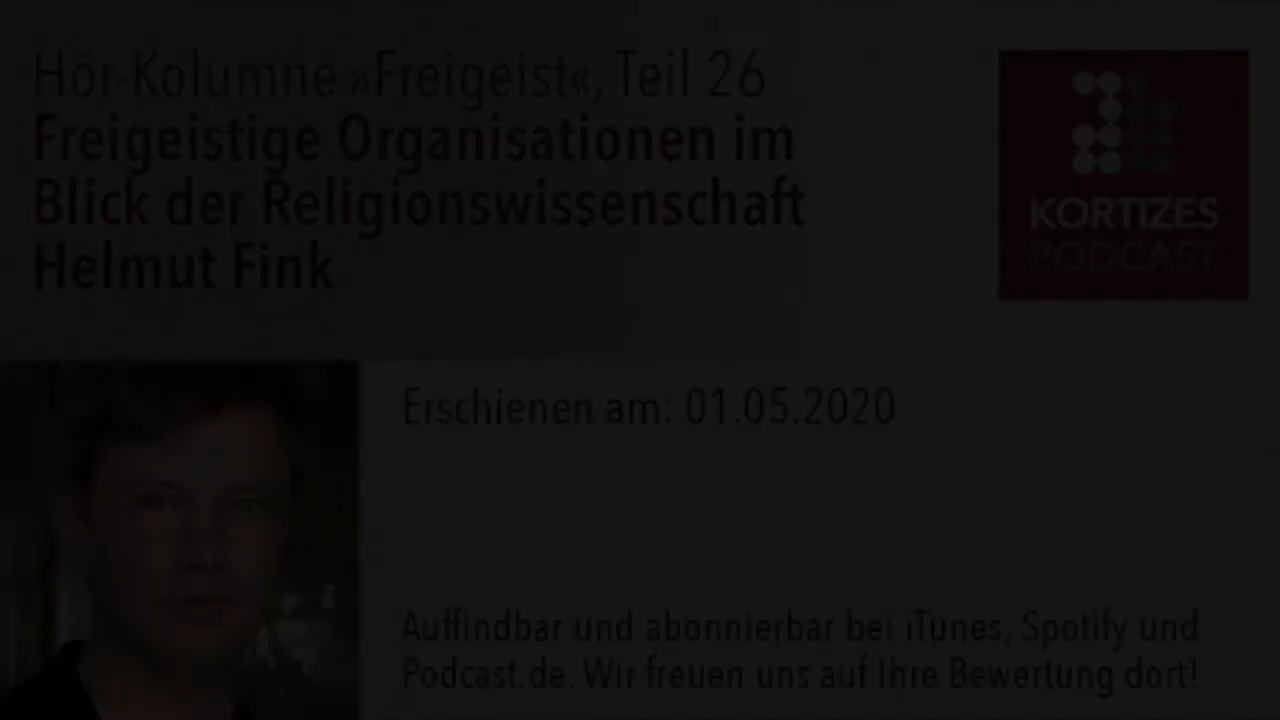 Hör-Kolumne »Freigeist«, Teil 26
Freigeistige Organisationen im
Blick der Religionswissenschaft
Helmut Fink
KORTIZES
PODCAST
Erschienen am: 01.05.2020
Auffindbar und abonnierbar bei iTunes, Spotify und
Podcast.de. Wir freuen uns auf Ihre Bewertung dort!